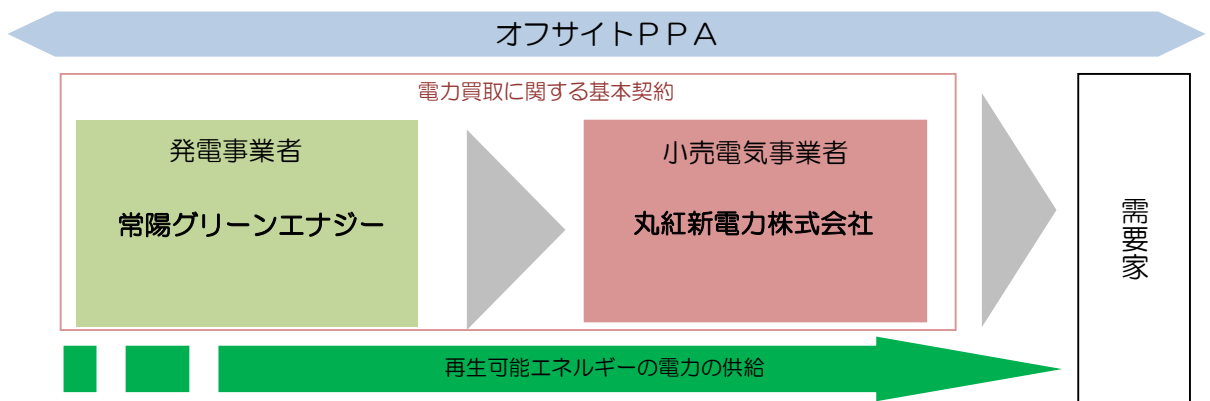 オフサイトＰＰＡ
電力買取に関する基本契約
発電事業者
常陽グリーンエナジー
小売電気事業者
丸紅新電力株式会社
需要家
再生可能エネルギーの電力の供給